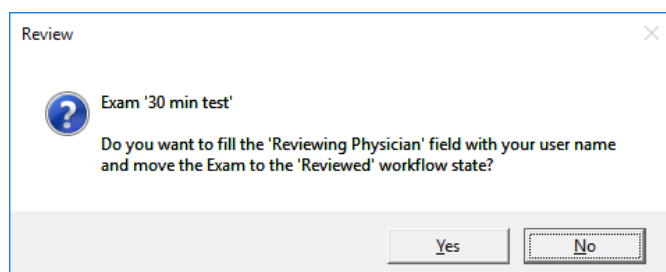 Review
Exam '30 min test'
Do you want to fill the 'Reviewing Physician' field with your user name
and move the Exam to the 'Reviewed' workflow state?
Yes
No